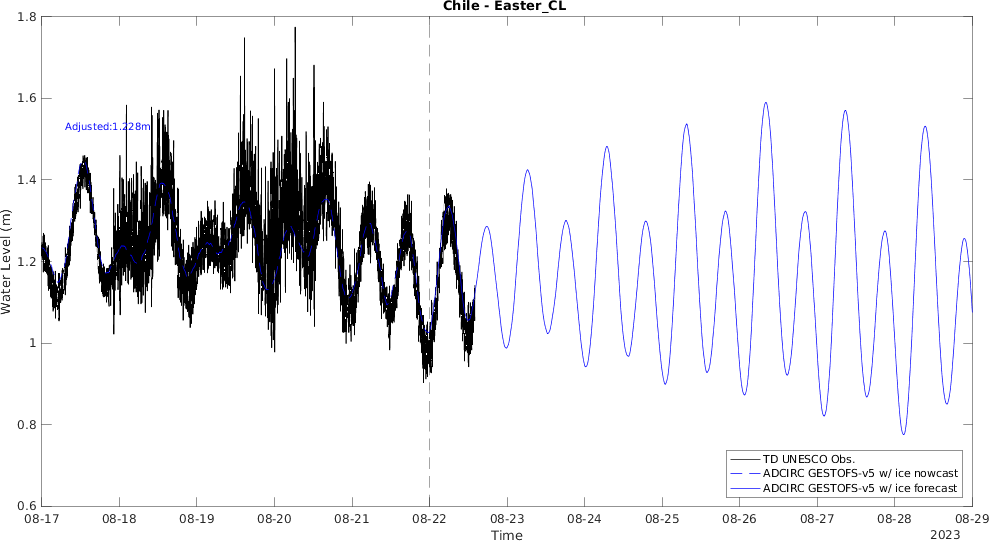 Chile - Easter_CL
1.8
1.6
1.4
1.2
1
0.8
0.6
Water Level (m)
Adjusted:1.228m
TD UNESCO Obs.
ADCIRC GESTOFS-v5 w/ ice nowcast
ADCIRC GESTOFS-v5 w/ ice forecast
08-17 08-18 08-19 08-20 08-21 08-22 08-23 08-24 08-25 08-26 08-27 08-28 08-29
Time
2023